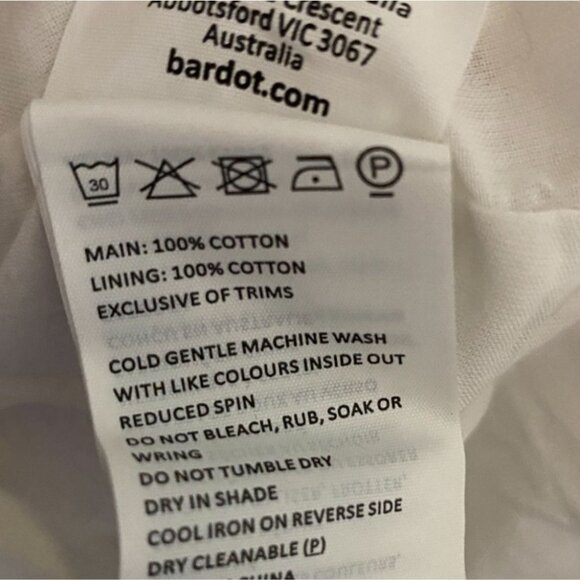 Crescent
Abbotsford VIC 3067
Australia
bardot.com
30
P
MAIN: 100% COTTON
LINING: 100% COTTON
EXCLUSIVE OF TRIMS
COLD GENTLE MACHINE WASH
WITH LIKE COLOURS INSIDE OUT
REDUCED SPIN
DO NOT BLEACH, RUB, SOAK OR
WRING
DO NOT TUMBLE DRY
DRY IN SHADE
COOL IRON ON REVERSE SIDE
DRY CLEANABLE (P)
CHINA